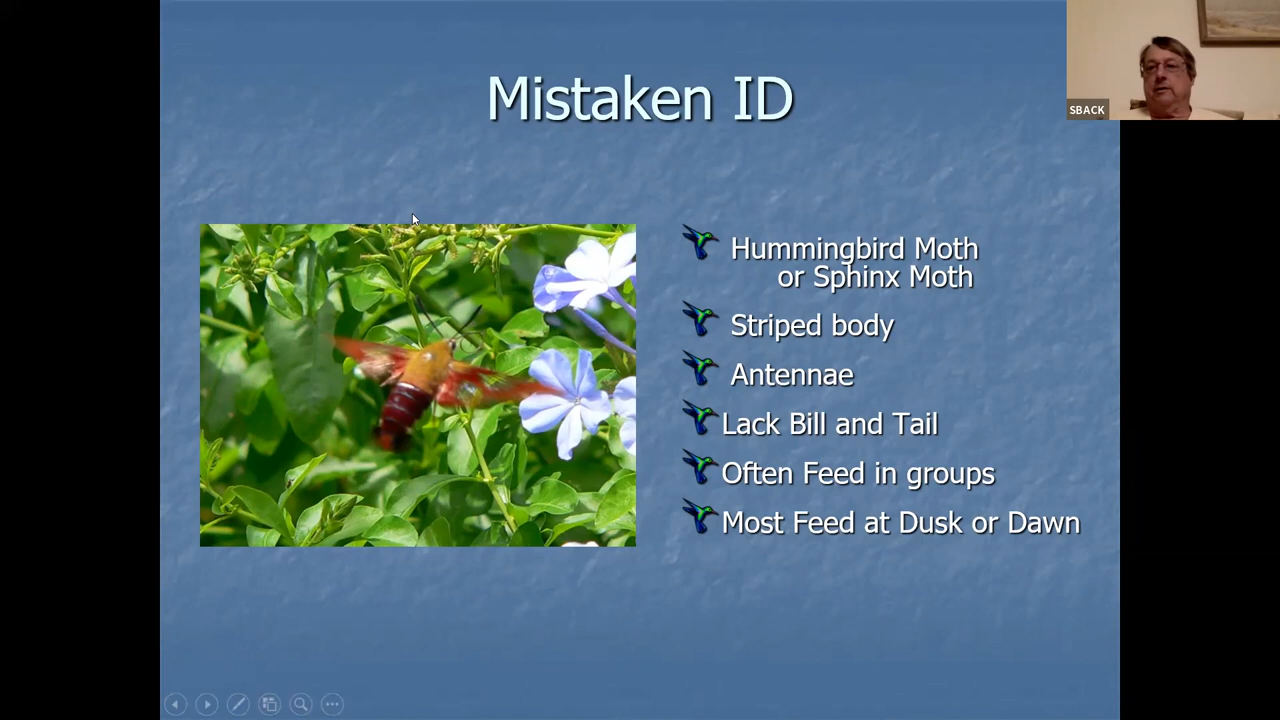 Mistaken ID
SBACK
Hummingbird Moth
or Sphinx Moth
Striped body
Antennae
Lack Bill and Tail
Often Feed in groups
Most Feed at Dusk or Dawn